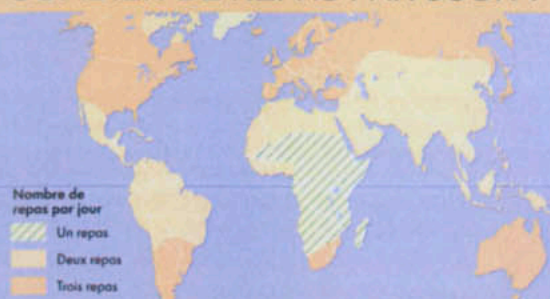 Nombre de
repas par jour
Un repas
Deux repas
Trois repas